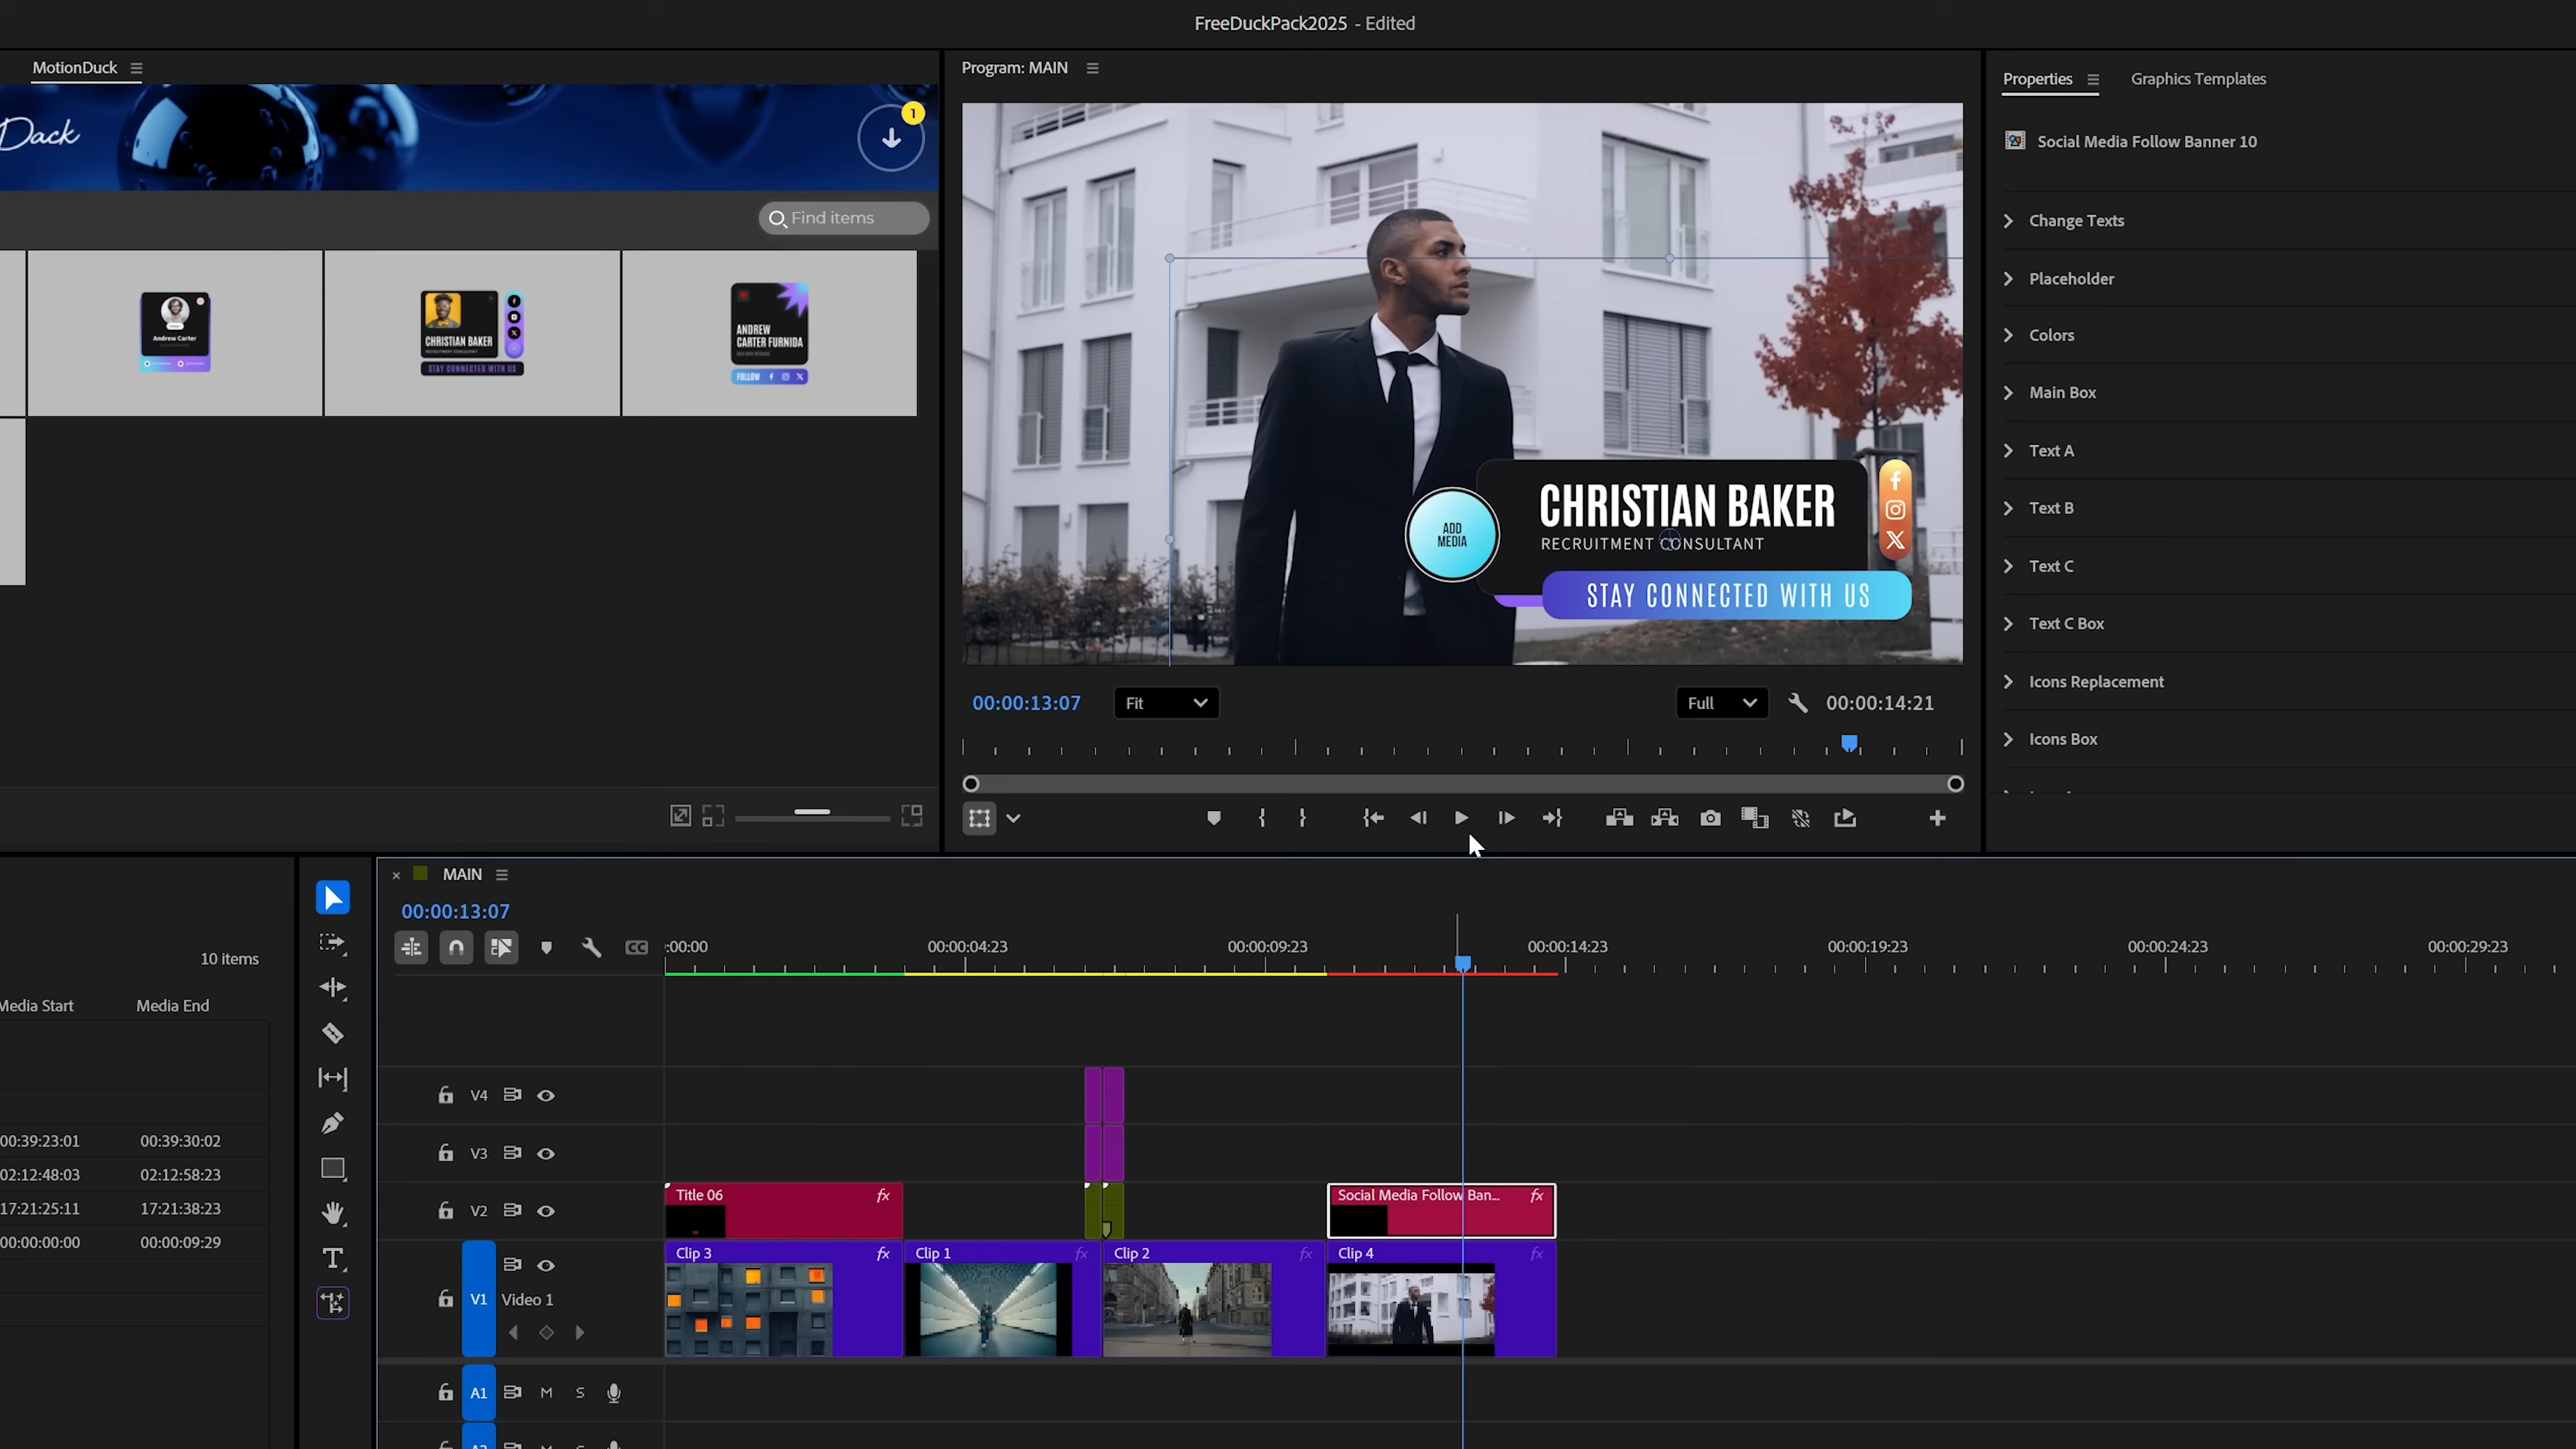 FreeDuckPack2025 - Edited
MotionDuck
Dack
1
Find items
Andrew Carter
CHRISTIAN BAKER
RECRUITMENT CONSULTANT
STAY CONNECTED WITH US
ANDREW
CARTER FURNIDA
FOLLOW
Program: MAIN
CHRISTIAN BAKER
RECRUITMENT CONSULTANT
ADD
MEDIA
STAY CONNECTED WITH US
00:00:13:07
Fit
Full
00:00:14:21
Properties
Graphics Templates
Social Media Follow Banner 10
Change Texts
Placeholder
Colors
Main Box
Text A
Text B
Text C
Text C Box
Icons Replacement
Icons Box
10 items
Media Start Media End
00:39:23:01 00:39:30:02
02:12:48:03 02:12:58:23
17:21:25:11 17:21:38:23
00:00:00:00 00:00:09:29
MAIN
00:00:13:07
CC
:00:00 00:00:04:23 00:00:09:23 00:00:14:23 00:00:19:23 00:00:24:23 00:00:29:23
V4
V3
V2
Title 06 fx
Social Media Follow Ban... fx
V1 Video 1
Clip 3 fx
Clip 1 fx
Clip 2 fx
Clip 4 fx
A1 M S